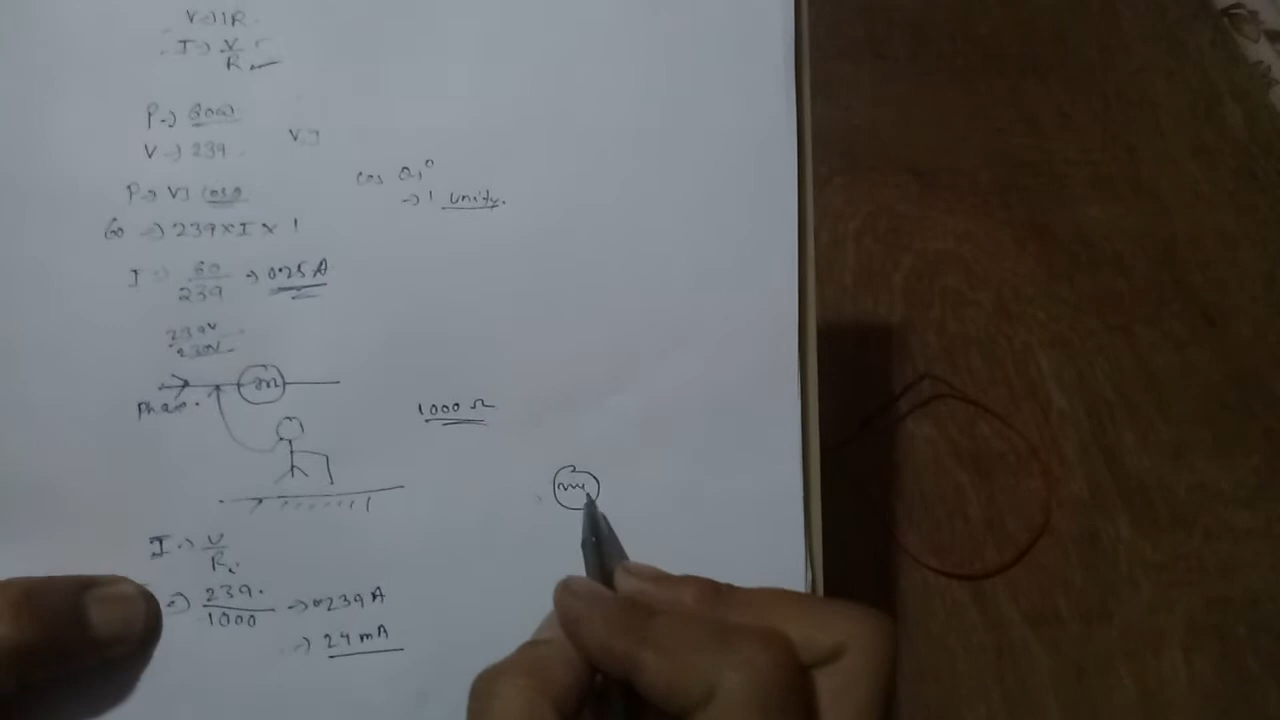 V → IR
I → V/R
P → 60W
V → 239
V →
P → VI cosθ
cos 0°
→ 1 unity.
60 → 239 × I × 1
I → 60/239 → 0.25 A
239V
230V
Phase.
1000 Ω
I → V/R
→ 239/1000 → 0.239 A
→ 24 mA